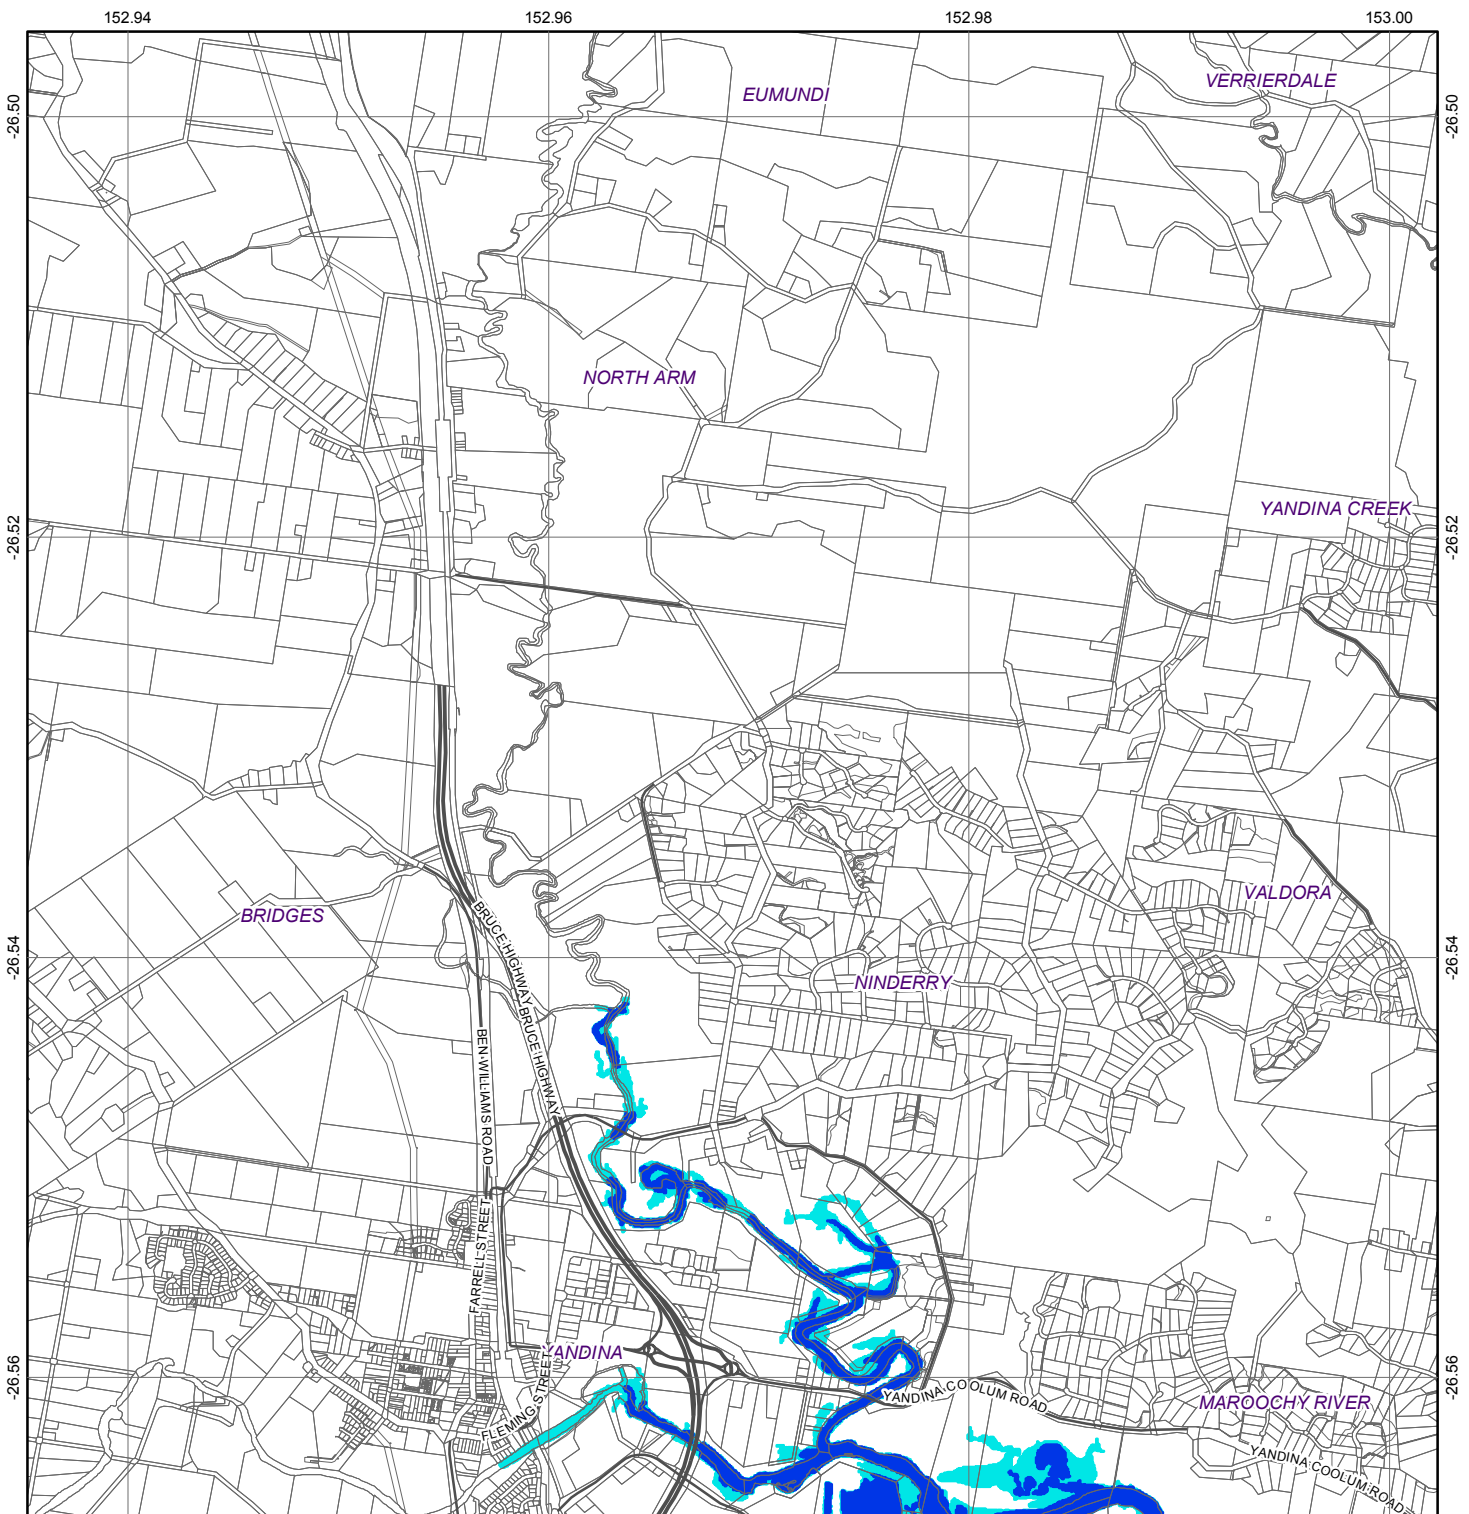 152.94
152.96
152.98
153.00
-26.50
-26.50
VERRIERDALE
EUMUNDI
NORTH ARM
YANDINA CREEK
-26.52
-26.52
VALDORA
BRIDGES
BRUCE HIGHWAY
BRUCE HIGHWAY
-26.54
-26.54
NINDERRY
BEN WILLIAMS ROAD
FARRELL STREET
YANDINA
FLEMING STREET
-26.56
-26.56
YANDINA COOLUM ROAD
MAROOCHY RIVER
YANDINA COOLUM ROAD